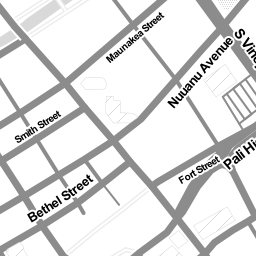 Maunakea Street
S Vine
Nuuanu Avenue
Smith Street
Pali Hi
Fort Street
Bethel Street